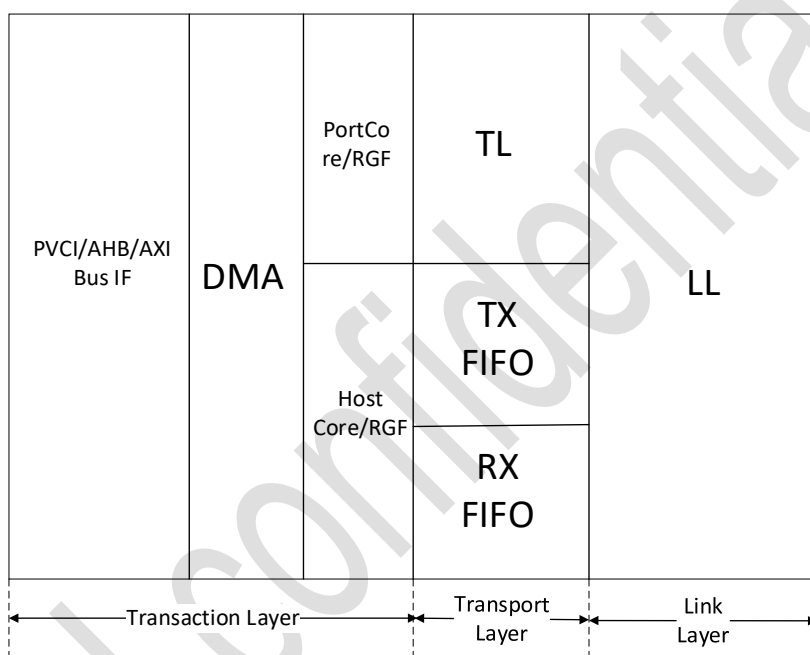 PVCI/AHB/AXI
Bus IF
DMA
PortCo
re/RGF
Host
Core/RGF
TL
TX
FIFO
RX
FIFO
LL
Transaction Layer
Transport
Layer
Link
Layer
confidential